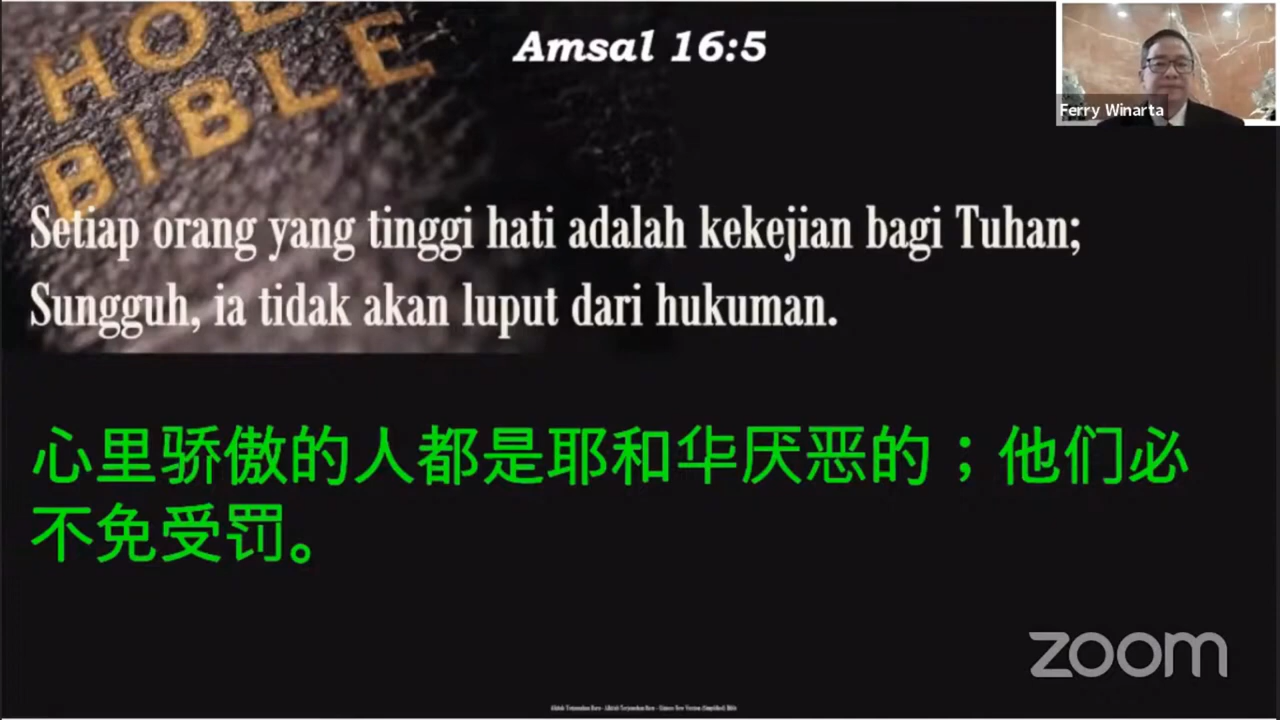 HOL
BIBLE
Amsal 16:5
Ferry Winarta
Setiap orang yang tinggi hati adalah kekejian bagi Tuhan;
Sungguh, ia tidak akan luput dari hukuman.
心里骄傲的人都是耶和华厌恶的；他们必
不免受罚。
zoom